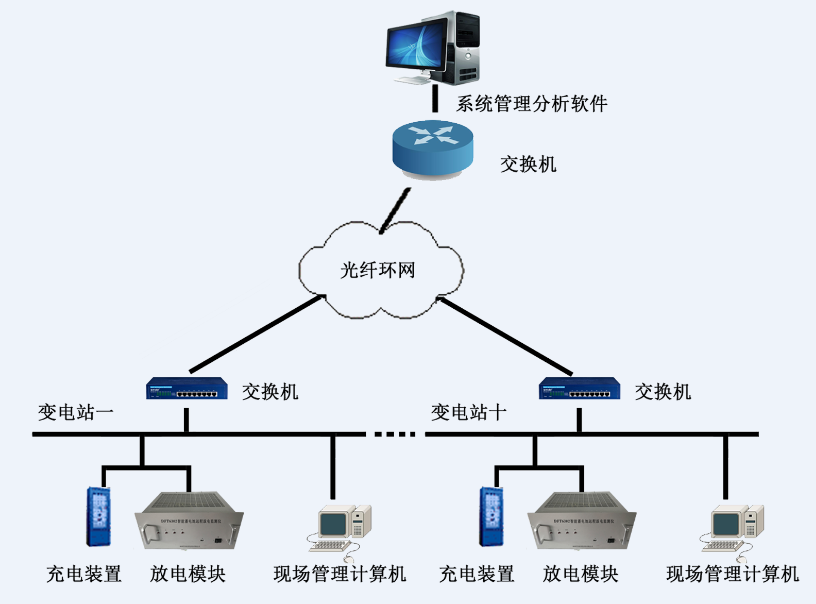 系统管理分析软件
交换机
光纤环网
交换机
交换机
变电站一
变电站十
充电装置
放电模块
现场管理计算机
充电装置
放电模块
现场管理计算机